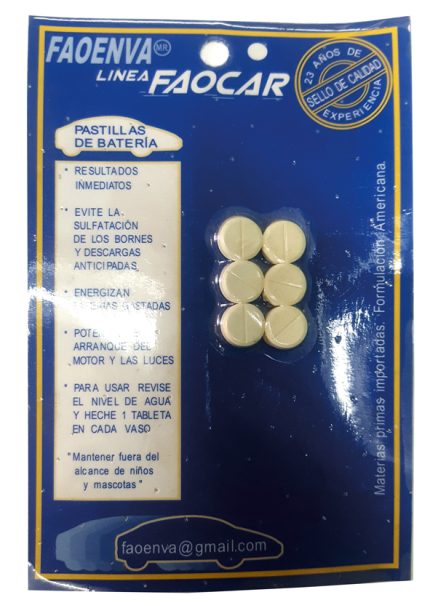 FAOENVA MR
LINEA FAOCAR
23 AÑOS DE
SELLO DE CALIDAD
EXPERIENCIA
PASTILLAS
DE BATERÍA
* RESULTADOS
INMEDIATOS
* EVITE LA
SULFATACIÓN
DE LOS BORNES
Y DESCARGAS
ANTICIPADAS.
* ENERGIZAN
GASTADAS
*
ARRANQUE DEL
MOTOR Y LAS LUCES
* PARA USAR REVISE
EL NIVEL DE AGUA
Y HECHE 1 TABLETA
EN CADA VASO
"Mantener fuera del
alcance de niños
y mascotas"
faoenva@gmail.com
Materias primas importadas. Formulación Americana.